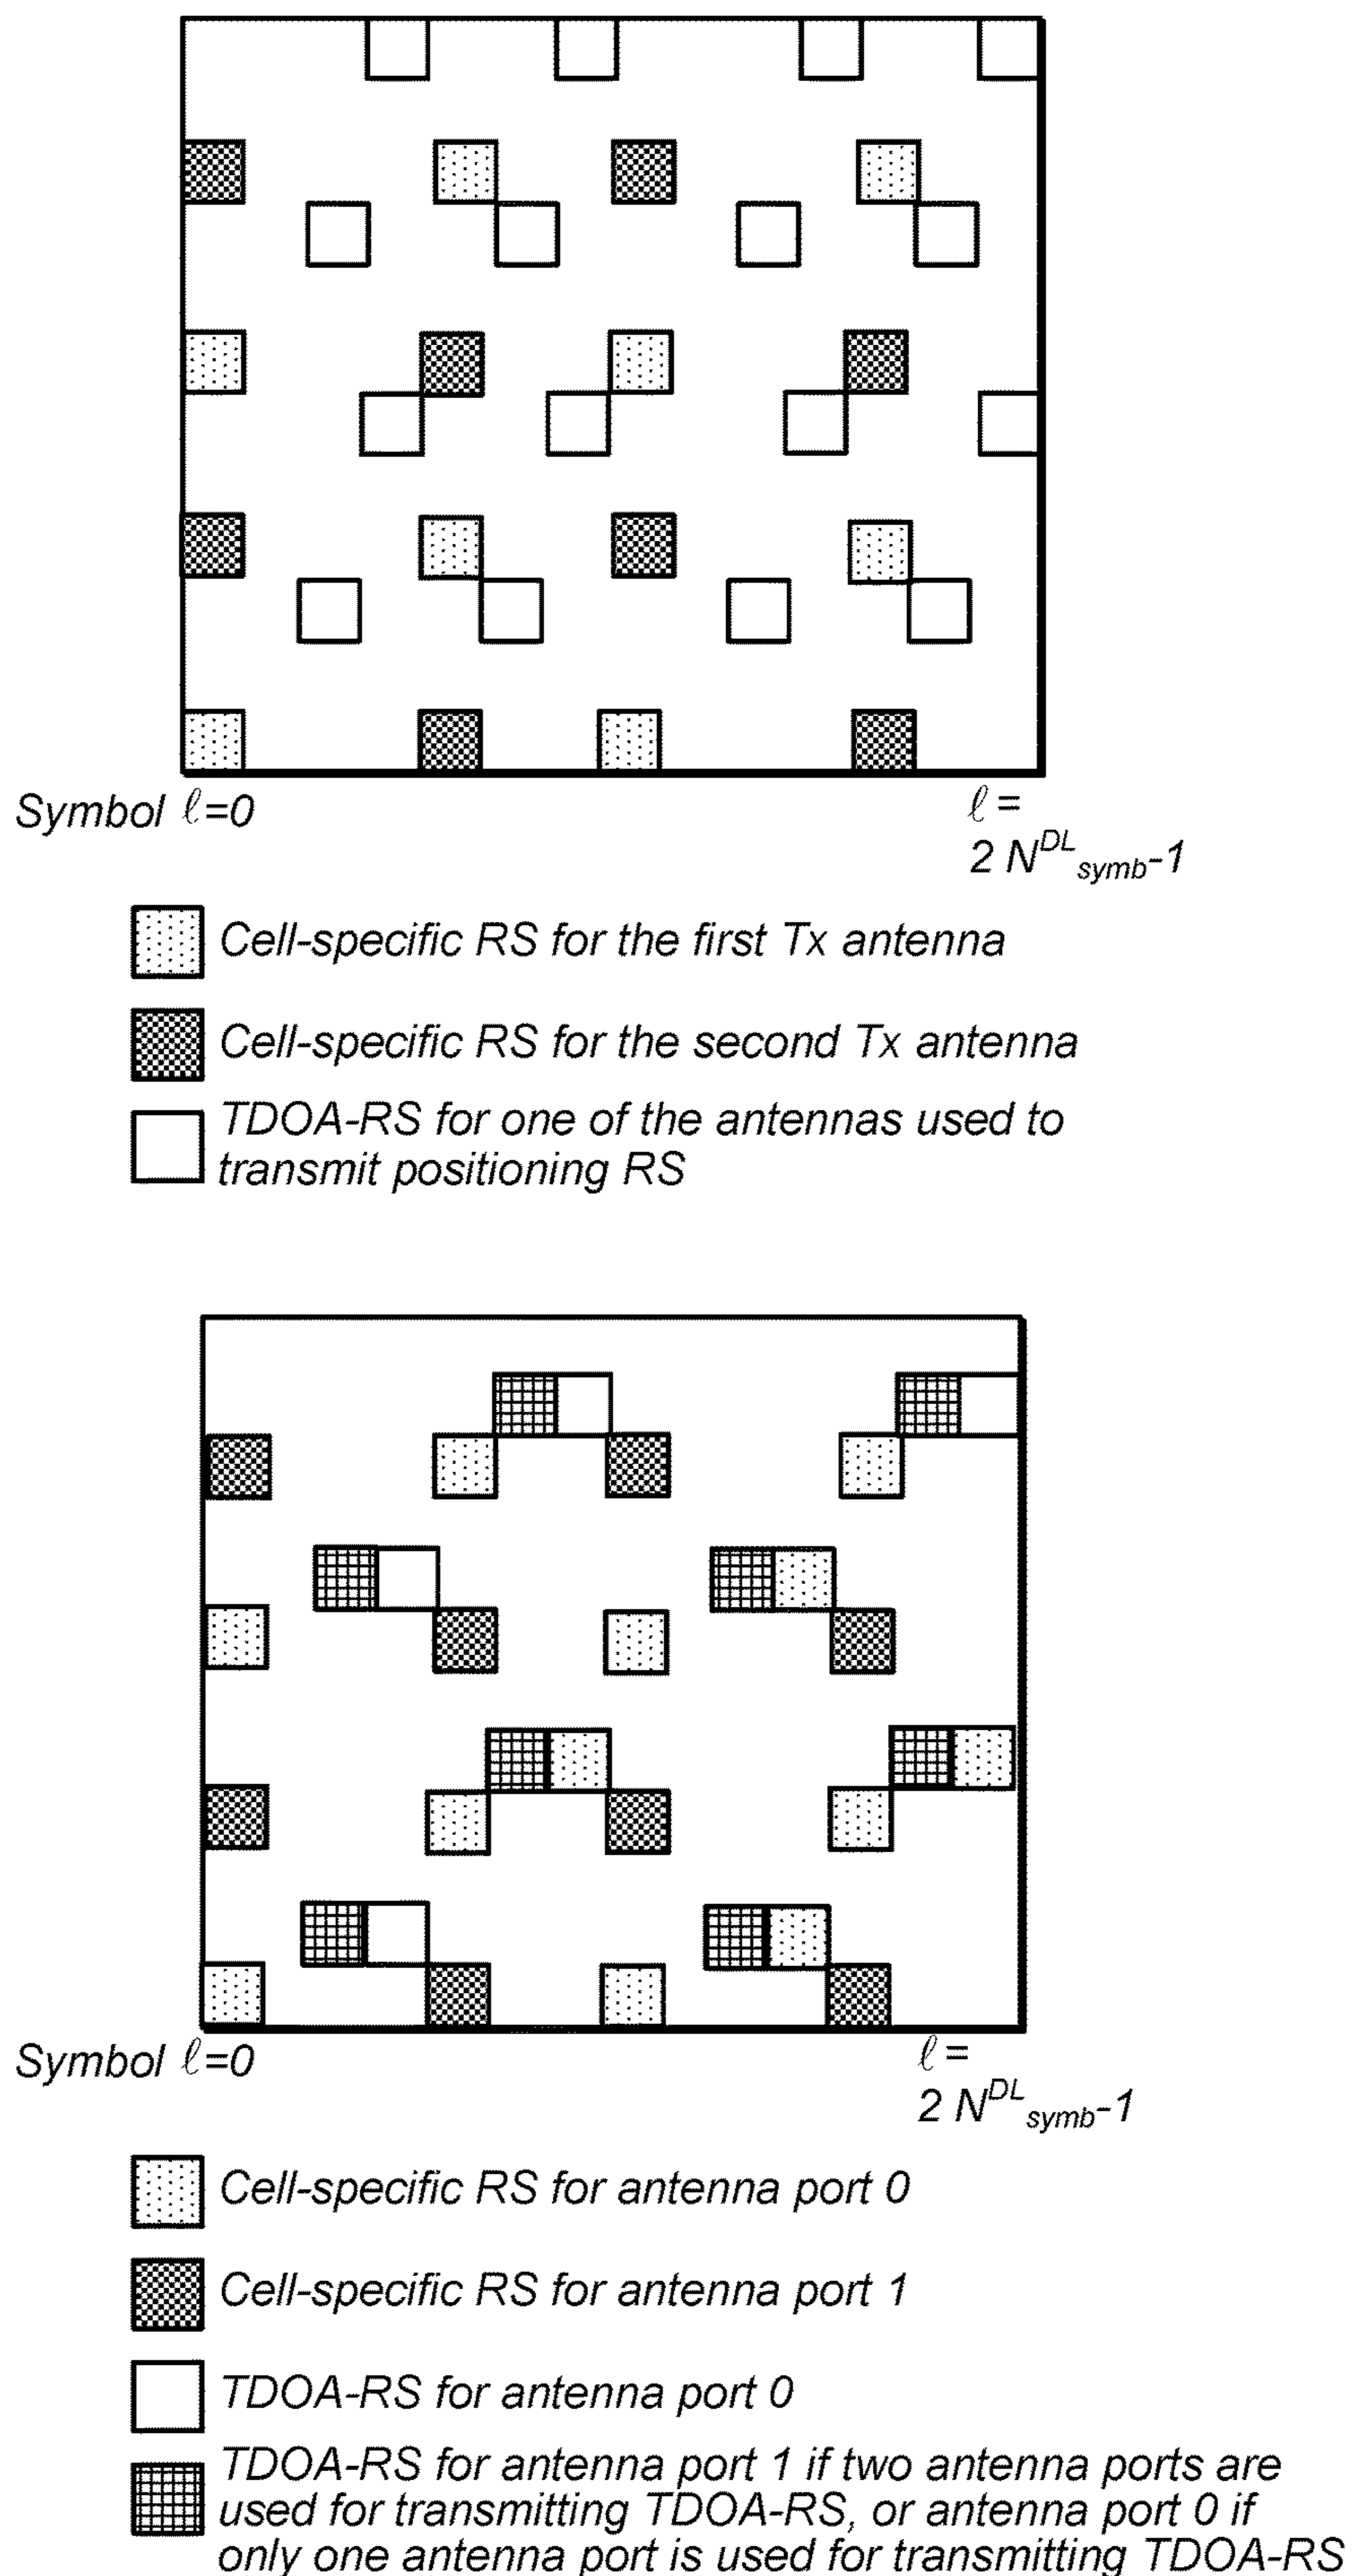 Symbol ℓ=0
ℓ =
2 N^DL_symb-1
Cell-specific RS for the first Tx antenna
Cell-specific RS for the second Tx antenna
TDOA-RS for one of the antennas used to
transmit positioning RS
Symbol ℓ=0
ℓ =
2 N^DL_symb-1
Cell-specific RS for antenna port 0
Cell-specific RS for antenna port 1
TDOA-RS for antenna port 0
TDOA-RS for antenna port 1 if two antenna ports are
used for transmitting TDOA-RS, or antenna port 0 if
only one antenna port is used for transmitting TDOA-RS